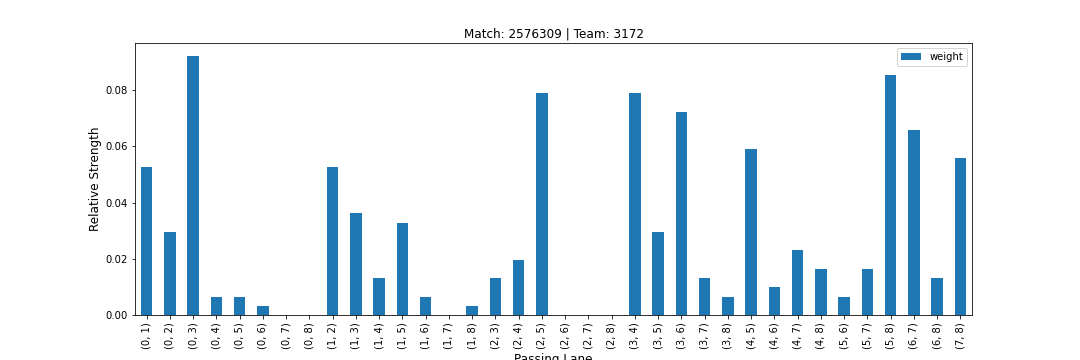 Match: 2576309 | Team: 3172
weight
Relative Strength
0.08
0.06
0.04
0.02
0.00
(0, 1) (0, 2) (0, 3) (0, 4) (0, 5) (0, 6) (0, 7) (0, 8) (1, 2) (1, 3) (1, 4) (1, 5) (1, 6) (1, 7) (1, 8) (2, 3) (2, 4) (2, 5) (2, 6) (2, 7) (2, 8) (3, 4) (3, 5) (3, 6) (3, 7) (3, 8) (4, 5) (4, 6) (4, 7) (4, 8) (5, 6) (5, 7) (5, 8) (6, 7) (6, 8) (7, 8)
Passing Lane